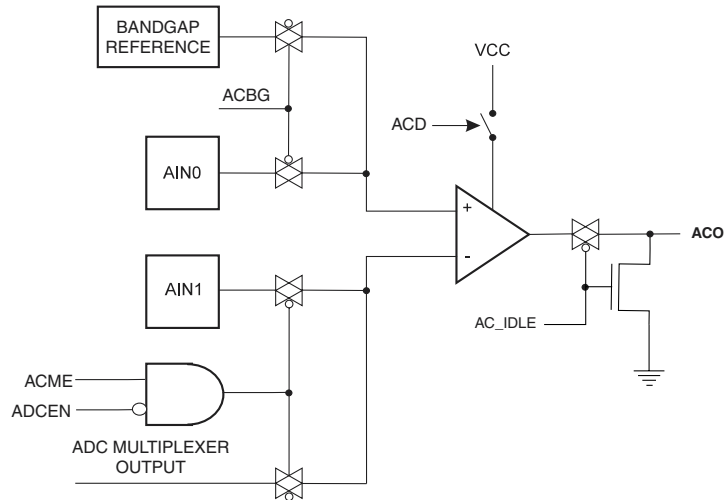 BANDGAP
REFERENCE
VCC
ACBG
ACD
AIN0
+
-
ACO
AIN1
AC_IDLE
ACME
ADCEN
ADC MULTIPLEXER
OUTPUT